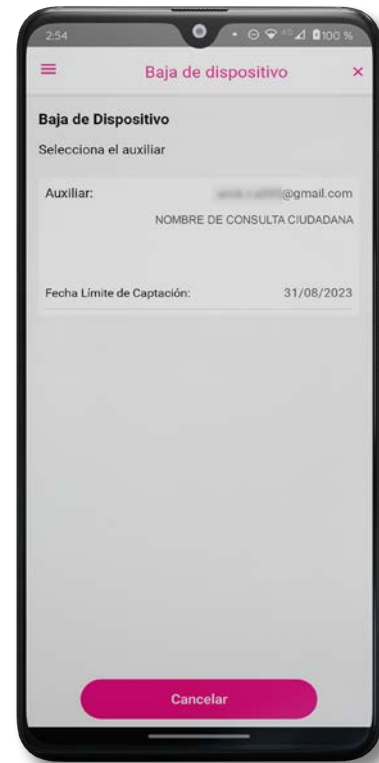 2:54 4G 100 %
Baja de dispositivo ×
Baja de Dispositivo
Selecciona el auxiliar
Auxiliar: @gmail.com
NOMBRE DE CONSULTA CIUDADANA
Fecha Límite de Captación: 31/08/2023
Cancelar